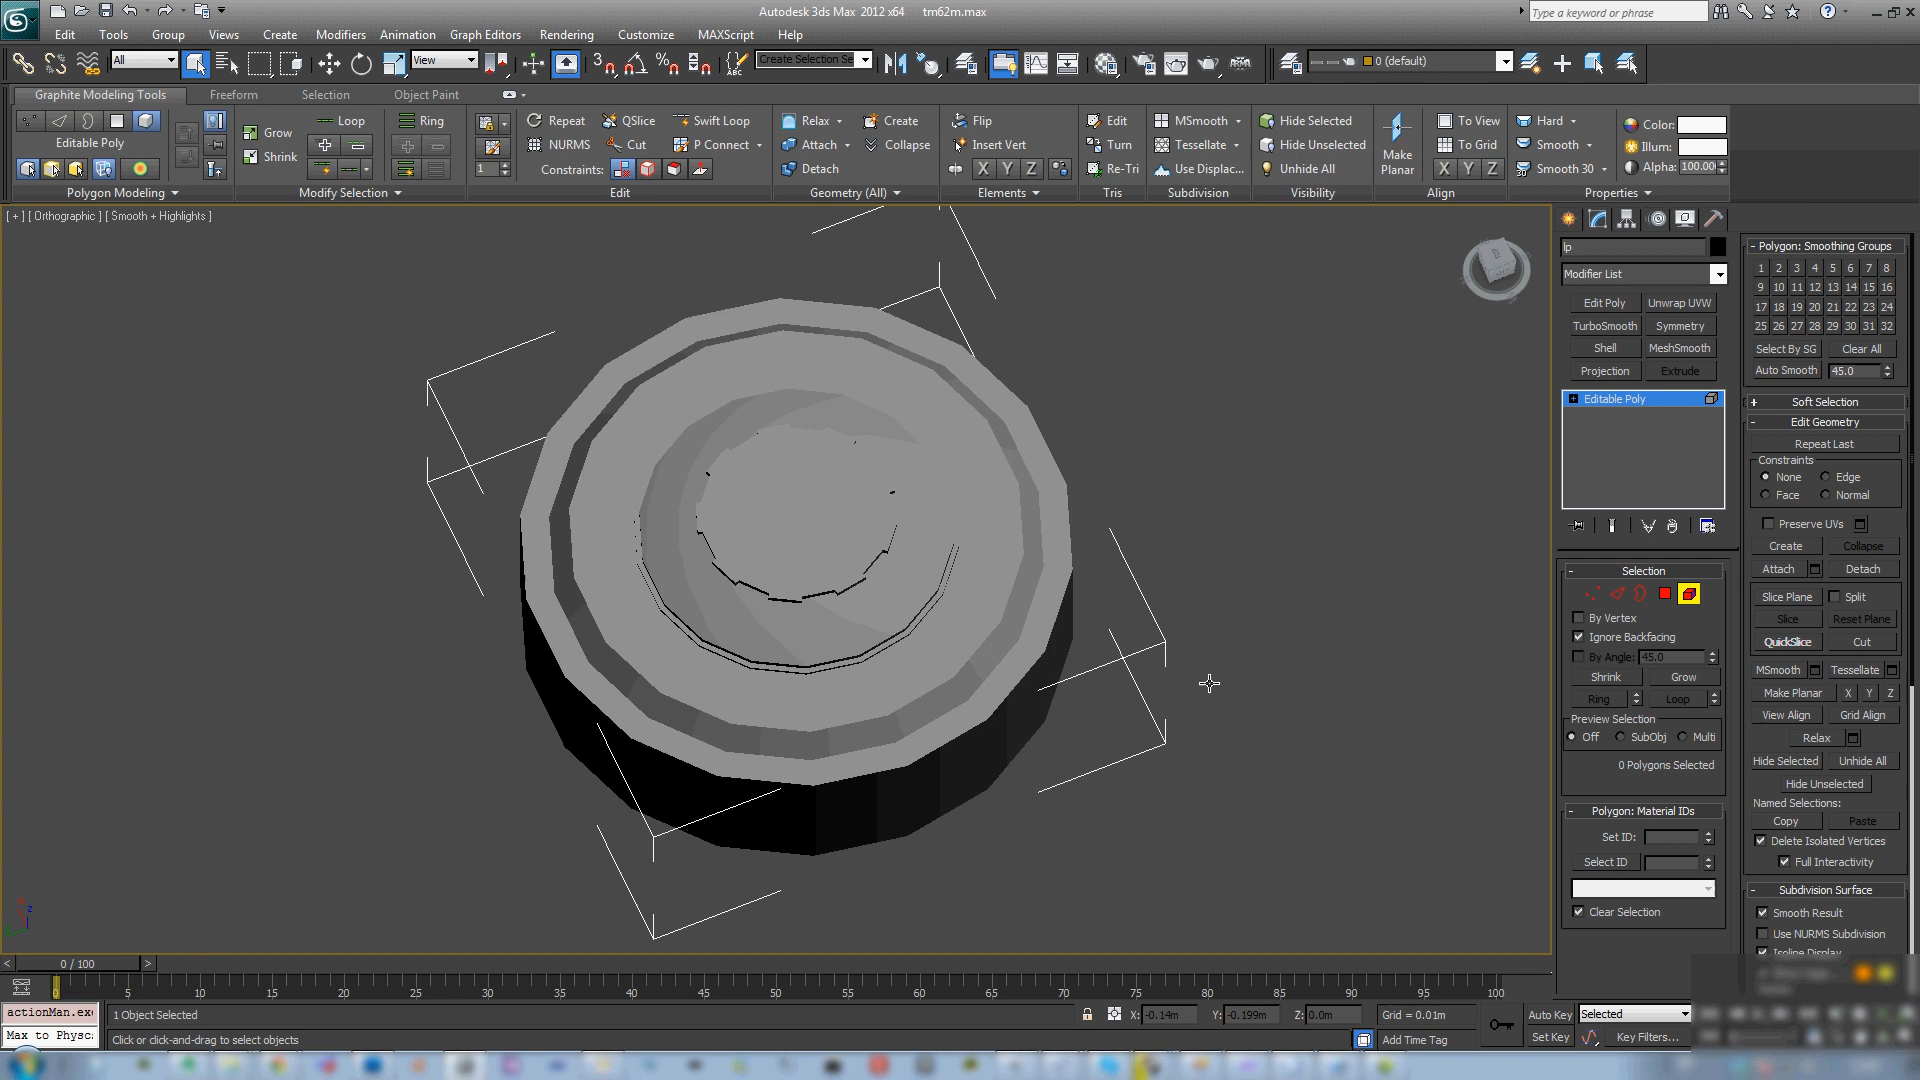 Autodesk 3ds Max 2012 x64 tm62m.max
Type a keyword or phrase
Edit Tools Group Views Create Modifiers Animation Graph Editors Rendering Customize MAXScript Help
All View Create Selection Se 0 (default)
Graphite Modeling Tools Freeform Selection Object Paint
Editable Poly
Polygon Modeling
Grow Loop Ring
Shrink
Modify Selection
Repeat QSlice Swift Loop
NURMS Cut P Connect
1 Constraints:
Edit
Relax Create
Attach Collapse
Detach
Geometry (All)
Flip
Insert Vert
X Y Z
Elements
Edit
Turn
Re-Tri
Tris
MSmooth
Tessellate
Use Displac...
Subdivision
Hide Selected
Hide Unselected
Unhide All
Visibility
Make Planar
To View
To Grid
X Y Z
Align
Hard
Smooth
Smooth 30
Color:
Illum:
Alpha: 100.00
Properties
[ + ] [ Orthographic ] [ Smooth + Highlights ]
lp
Modifier List
Edit Poly Unwrap UVW
TurboSmooth Symmetry
Shell MeshSmooth
Projection Extrude
Editable Poly
- Selection
By Vertex
Ignore Backfacing
By Angle: 45.0
Shrink Grow
Ring Loop
Preview Selection
Off SubObj Multi
0 Polygons Selected
- Polygon: Material IDs
Set ID:
Select ID
Clear Selection
- Polygon: Smoothing Groups
1 2 3 4 5 6 7 8
9 10 11 12 13 14 15 16
17 18 19 20 21 22 23 24
25 26 27 28 29 30 31 32
Select By SG Clear All
Auto Smooth 45.0
+ Soft Selection
- Edit Geometry
Repeat Last
Constraints
None Edge
Face Normal
Preserve UVs
Create Collapse
Attach Detach
Slice Plane Split
Slice Reset Plane
QuickSlice Cut
MSmooth Tessellate
Make Planar X Y Z
View Align Grid Align
Relax
Hide Selected Unhide All
Hide Unselected
Named Selections:
Copy Paste
Delete Isolated Vertices
Full Interactivity
- Subdivision Surface
Smooth Result
Use NURMS Subdivision
Isoline Display
< 0 / 100 >
0 5 10 15 20 25 30 35 40 45 50 55 60 65 70 75 80 85 90 95 100
actionMan.exe 1 Object Selected X: -0.14m Y: -0.199m Z: 0.0m Grid = 0.01m Auto Key Selected
Max to Physc: Click or click-and-drag to select objects Add Time Tag Set Key Key Filters...